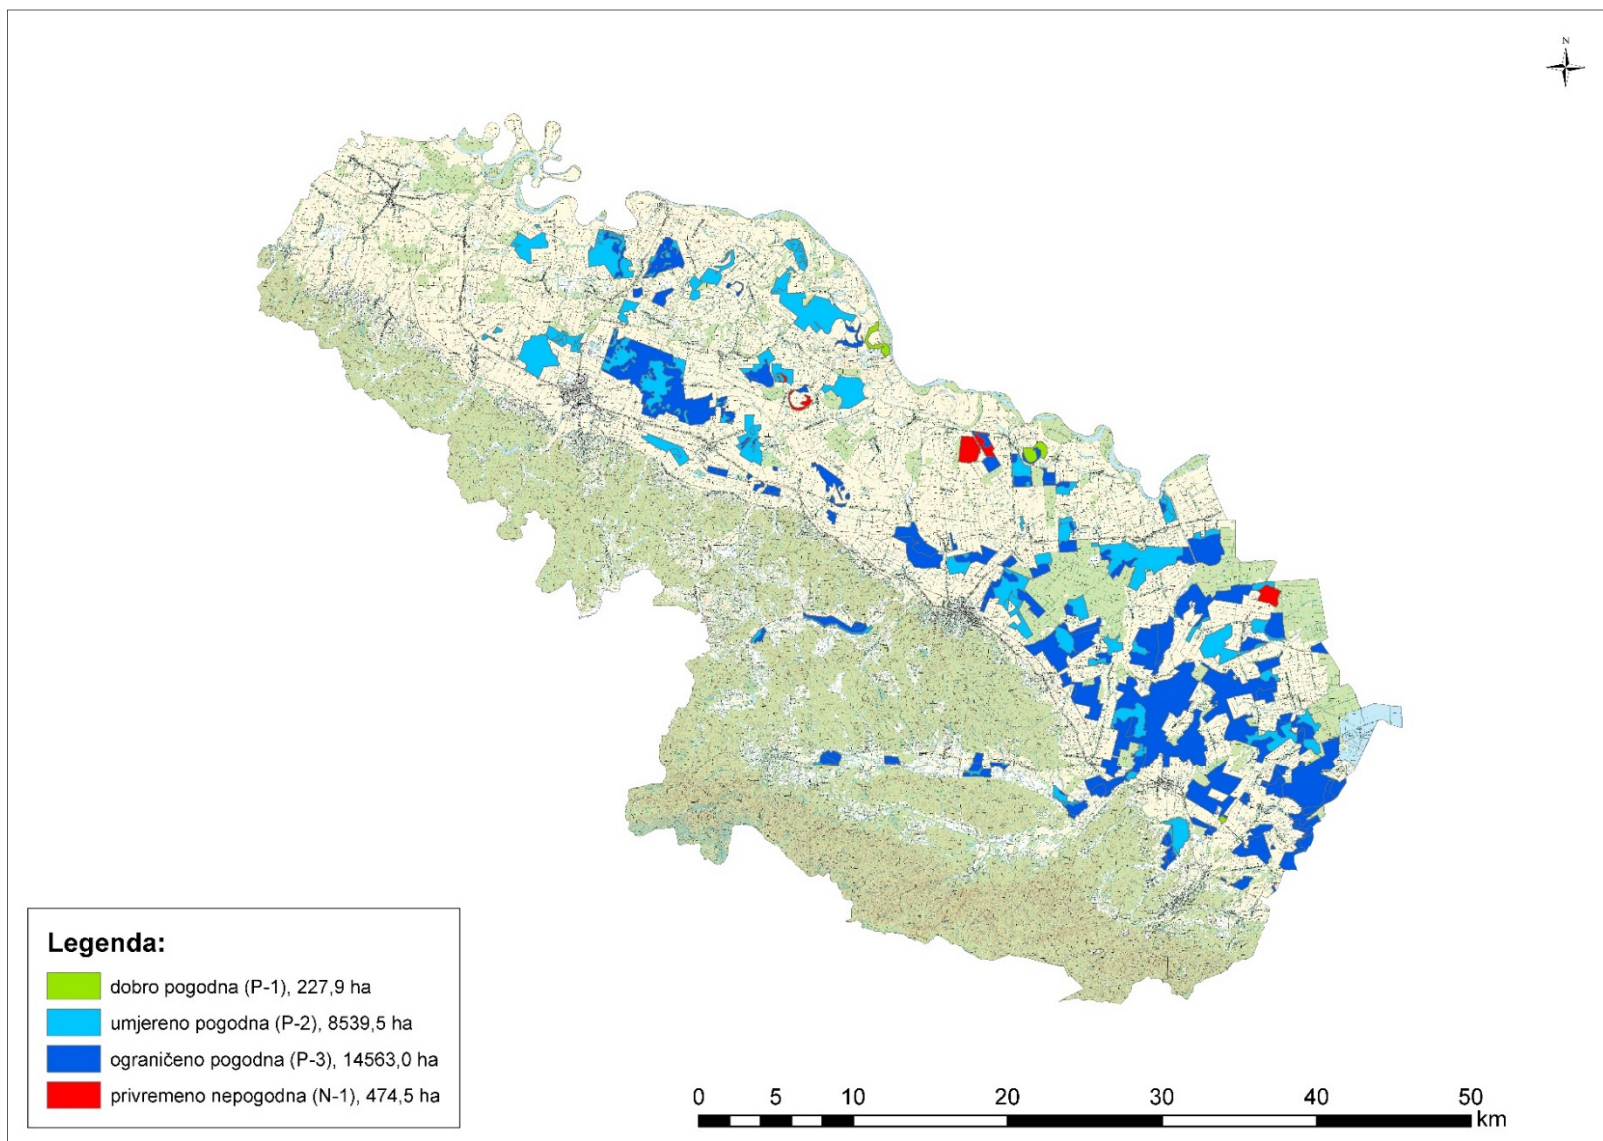 N
Legenda:
dobro pogodna (P-1), 227,9 ha
umjereno pogodna (P-2), 8539,5 ha
ograničeno pogodna (P-3), 14563,0 ha
privremeno nepogodna (N-1), 474,5 ha
0 5 10 20 30 40 50
km